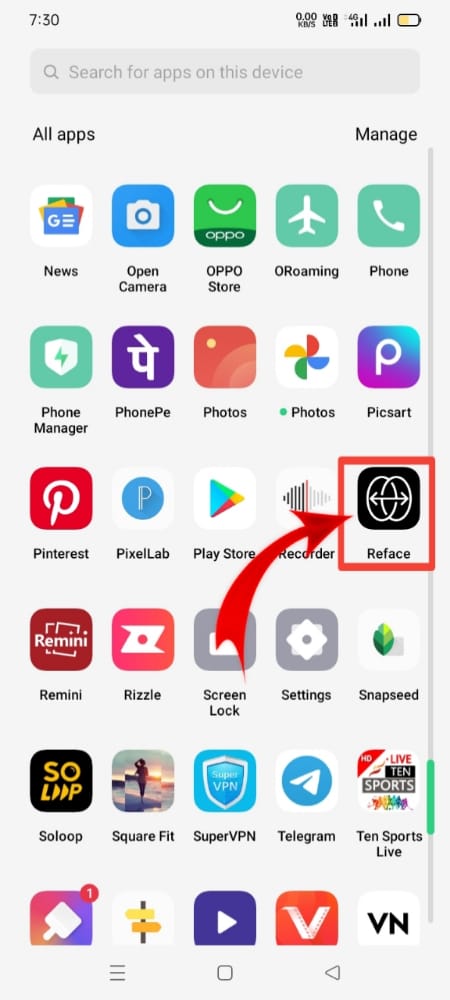 7:30
0.00
KB/S
Vo
LTE
4G
Search for apps on this device
All apps
Manage
GE
oppo
News
Open
Camera
OPPO
Store
ORoaming
Phone
पे
P
Phone
Manager
PhonePe
Photos
Photos
Picsart
P
Pinterest
PixelLab
Play Store
Recorder
Reface
Remini
Remini
Rizzle
Screen
Lock
Settings
Snapseed
SO
LOOP
Super
VPN
HD LIVE
TEN
SPORTS
Soloop
Square Fit
SuperVPN
Telegram
Ten Sports
Live
1
VN